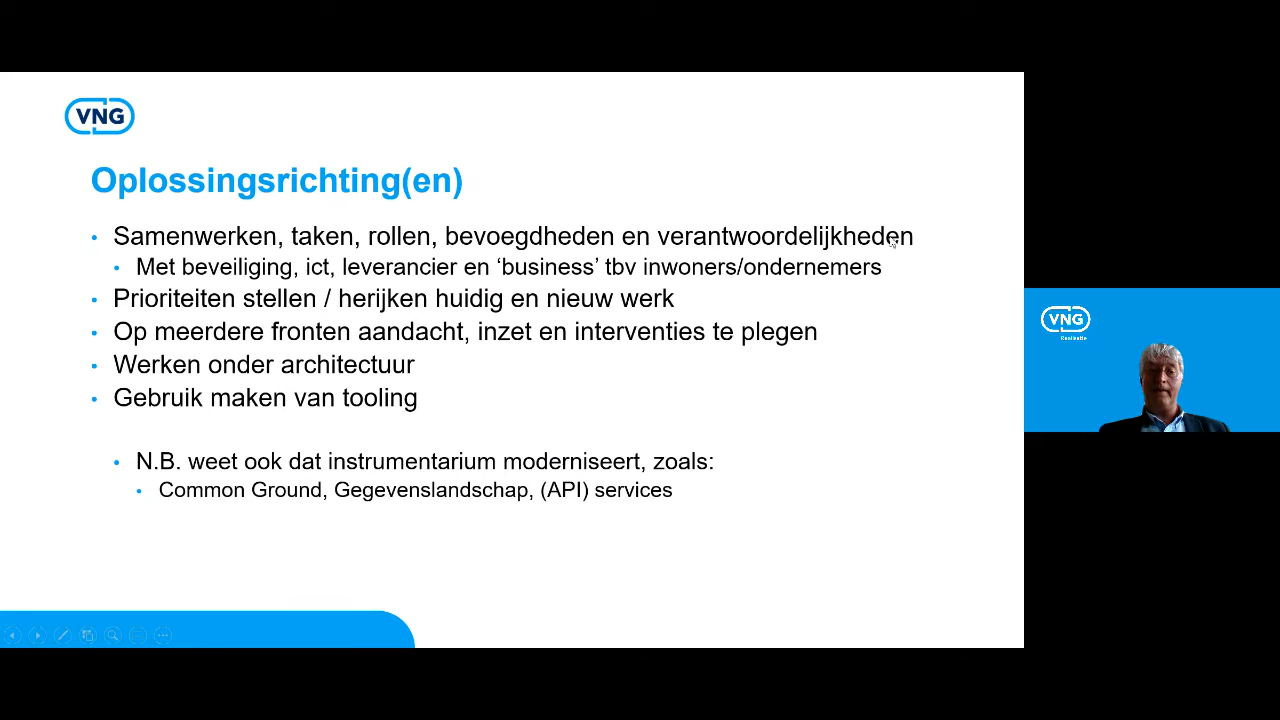 VNG
Oplossingsrichting(en)
Samenwerken, taken, rollen, bevoegdheden en verantwoordelijkheden
Met beveiliging, ict, leverancier en ‘business’ tbv inwoners/ondernemers
Prioriteiten stellen / herijken huidig en nieuw werk
Op meerdere fronten aandacht, inzet en interventies te plegen
Werken onder architectuur
Gebruik maken van tooling
N.B. weet ook dat instrumentarium moderniseert, zoals:
Common Ground, Gegevenslandschap, (API) services
VNG
Realisatie